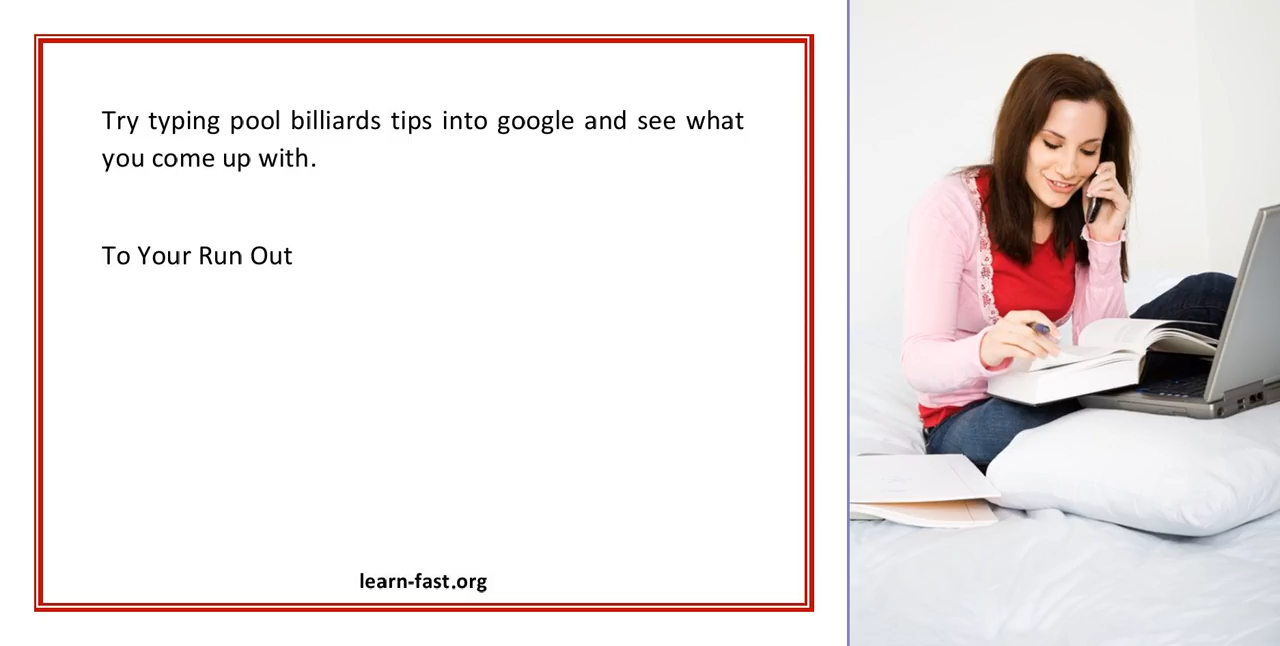 Try typing pool billiards tips into google and see what
you come up with.
To Your Run Out
learn-fast.org